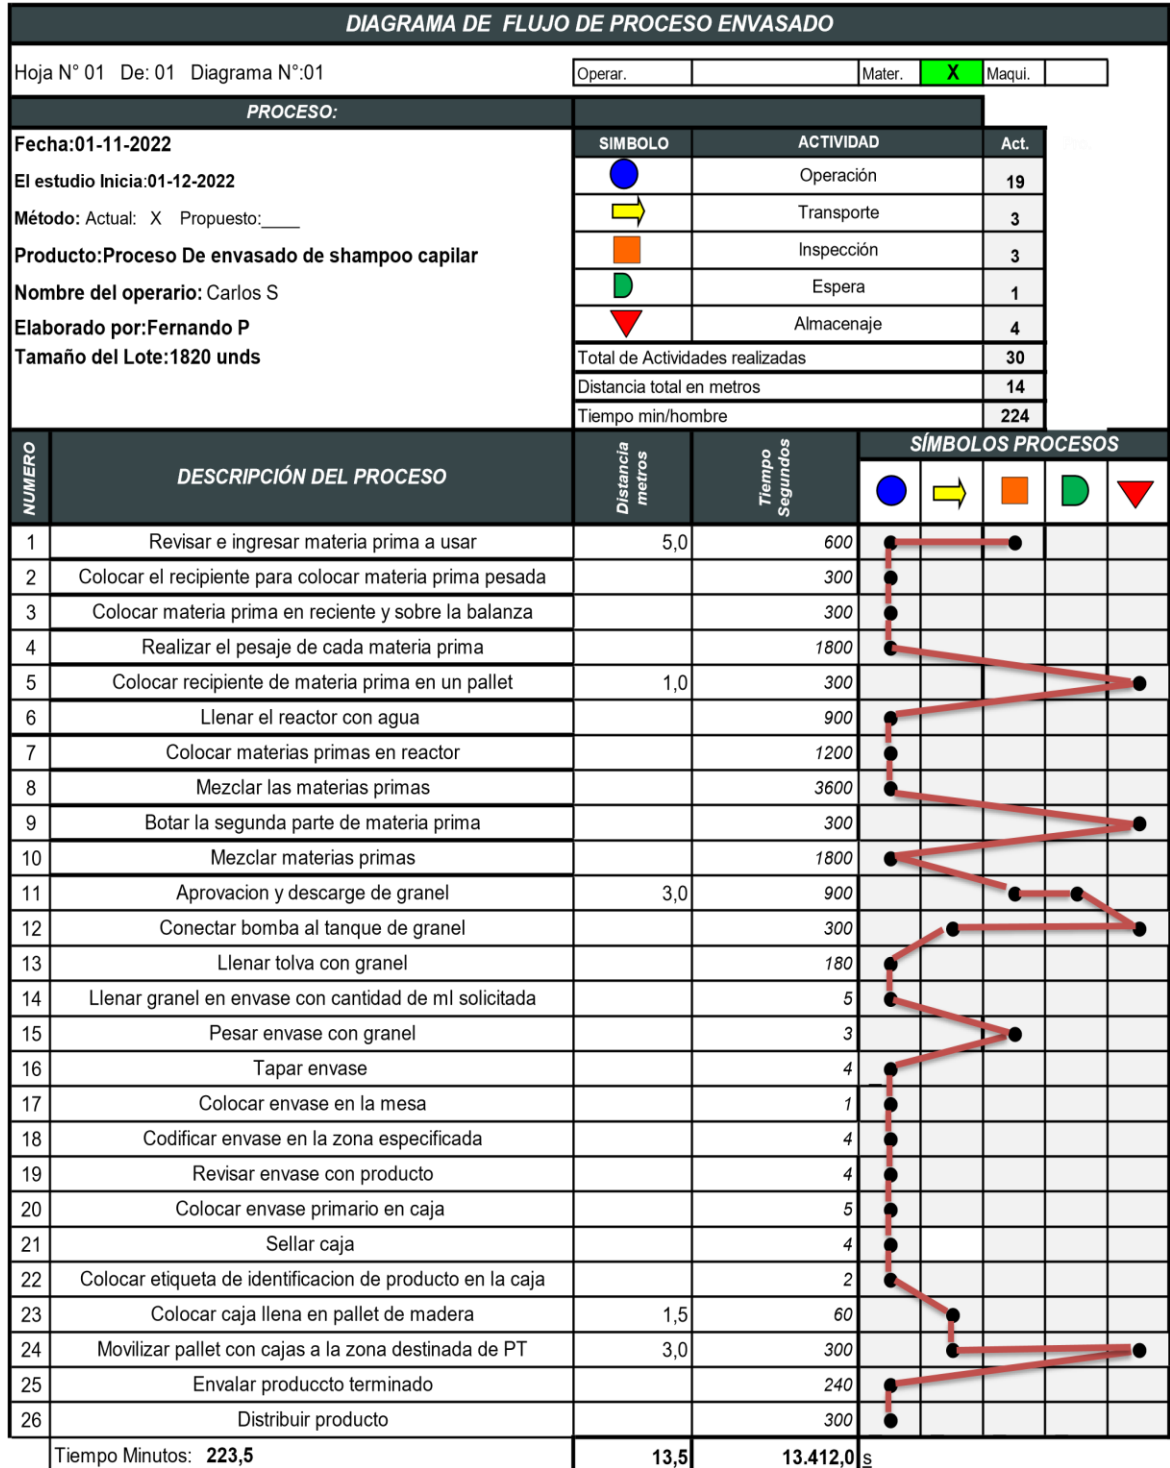 DIAGRAMA DE FLUJO DE PROCESO ENVASADO
Hoja N° 01 De: 01 Diagrama N°:01
Operar. Mater. X Maqui.
PROCESO:
Fecha:01-11-2022
El estudio Inicia:01-12-2022
Método: Actual: X Propuesto:____
Producto:Proceso De envasado de shampoo capilar
Nombre del operario: Carlos S
Elaborado por:Fernando P
Tamaño del Lote:1820 unds
SIMBOLO ACTIVIDAD Act.
Operación 19
Transporte 3
Inspección 3
Espera 1
Almacenaje 4
Total de Actividades realizadas 30
Distancia total en metros 14
Tiempo min/hombre 224
NUMERO DESCRIPCIÓN DEL PROCESO Distancia metros Tiempo Segundos SÍMBOLOS PROCESOS
1 Revisar e ingresar materia prima a usar 5,0 600
2 Colocar el recipiente para colocar materia prima pesada 300
3 Colocar materia prima en reciente y sobre la balanza 300
4 Realizar el pesaje de cada materia prima 1800
5 Colocar recipiente de materia prima en un pallet 1,0 300
6 Llenar el reactor con agua 900
7 Colocar materias primas en reactor 1200
8 Mezclar las materias primas 3600
9 Botar la segunda parte de materia prima 300
10 Mezclar materias primas 1800
11 Aprovacion y descarge de granel 3,0 900
12 Conectar bomba al tanque de granel 300
13 Llenar tolva con granel 180
14 Llenar granel en envase con cantidad de ml solicitada 5
15 Pesar envase con granel 3
16 Tapar envase 4
17 Colocar envase en la mesa 1
18 Codificar envase en la zona especificada 4
19 Revisar envase con producto 4
20 Colocar envase primario en caja 5
21 Sellar caja 4
22 Colocar etiqueta de identificacion de producto en la caja 2
23 Colocar caja llena en pallet de madera 1,5 60
24 Movilizar pallet con cajas a la zona destinada de PT 3,0 300
25 Envalar produccto terminado 240
26 Distribuir producto 300
Tiempo Minutos: 223,5 13,5 13.412,0 s